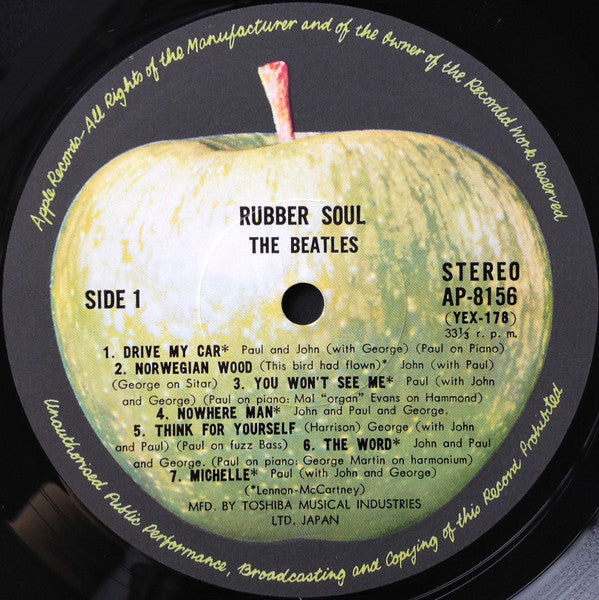 Apple Records-All Rights of the Manufacturer and of the Owner of the Recorded Work Reserved
RUBBER SOUL
THE BEATLES
SIDE 1
STEREO
AP-8156
(YEX-178)
33⅓ r. p. m.
1. DRIVE MY CAR* Paul and John (with George) (Paul on Piano)
2. NORWEGIAN WOOD (This bird had flown)* John (with Paul)
(George on Sitar) 3. YOU WON'T SEE ME* Paul (with John
and George) (Paul on piano: Mal "organ" Evans on Hammond)
4. NOWHERE MAN* John and Paul and George.
5. THINK FOR YOURSELF (Harrison) George (with John
and Paul) (Paul on fuzz Bass) 6. THE WORD* John and Paul
and George. (Paul on piano: George Martin on harmonium)
7. MICHELLE* Paul (with John and George)
(*Lennon-McCartney)
MFD. BY TOSHIBA MUSICAL INDUSTRIES
LTD. JAPAN
Unauthorised Public Performance, Broadcasting and Copying of this Record Prohibited